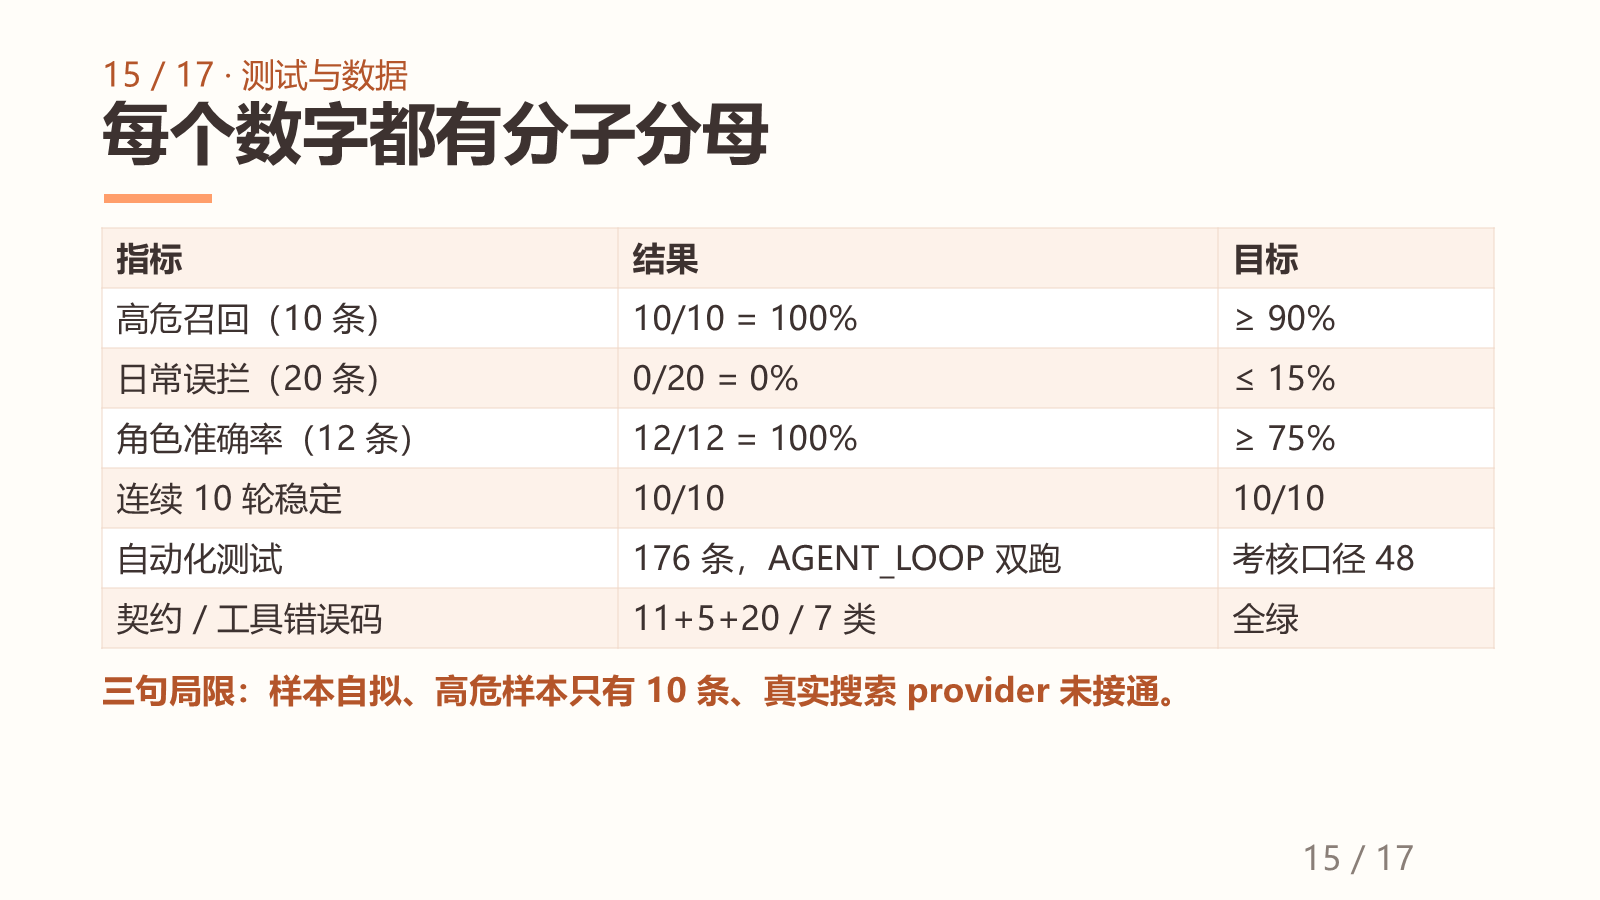 15 / 17 · 测试与数据
每个数字都有分子分母
指标 结果 目标
高危召回（10 条） 10/10 = 100% ≥ 90%
日常误拦（20 条） 0/20 = 0% ≤ 15%
角色准确率（12 条） 12/12 = 100% ≥ 75%
连续 10 轮稳定 10/10 10/10
自动化测试 176 条，AGENT_LOOP 双跑 考核口径 48
契约 / 工具错误码 11+5+20 / 7 类 全绿
三句局限：样本自拟、高危样本只有 10 条、真实搜索 provider 未接通。
15 / 17